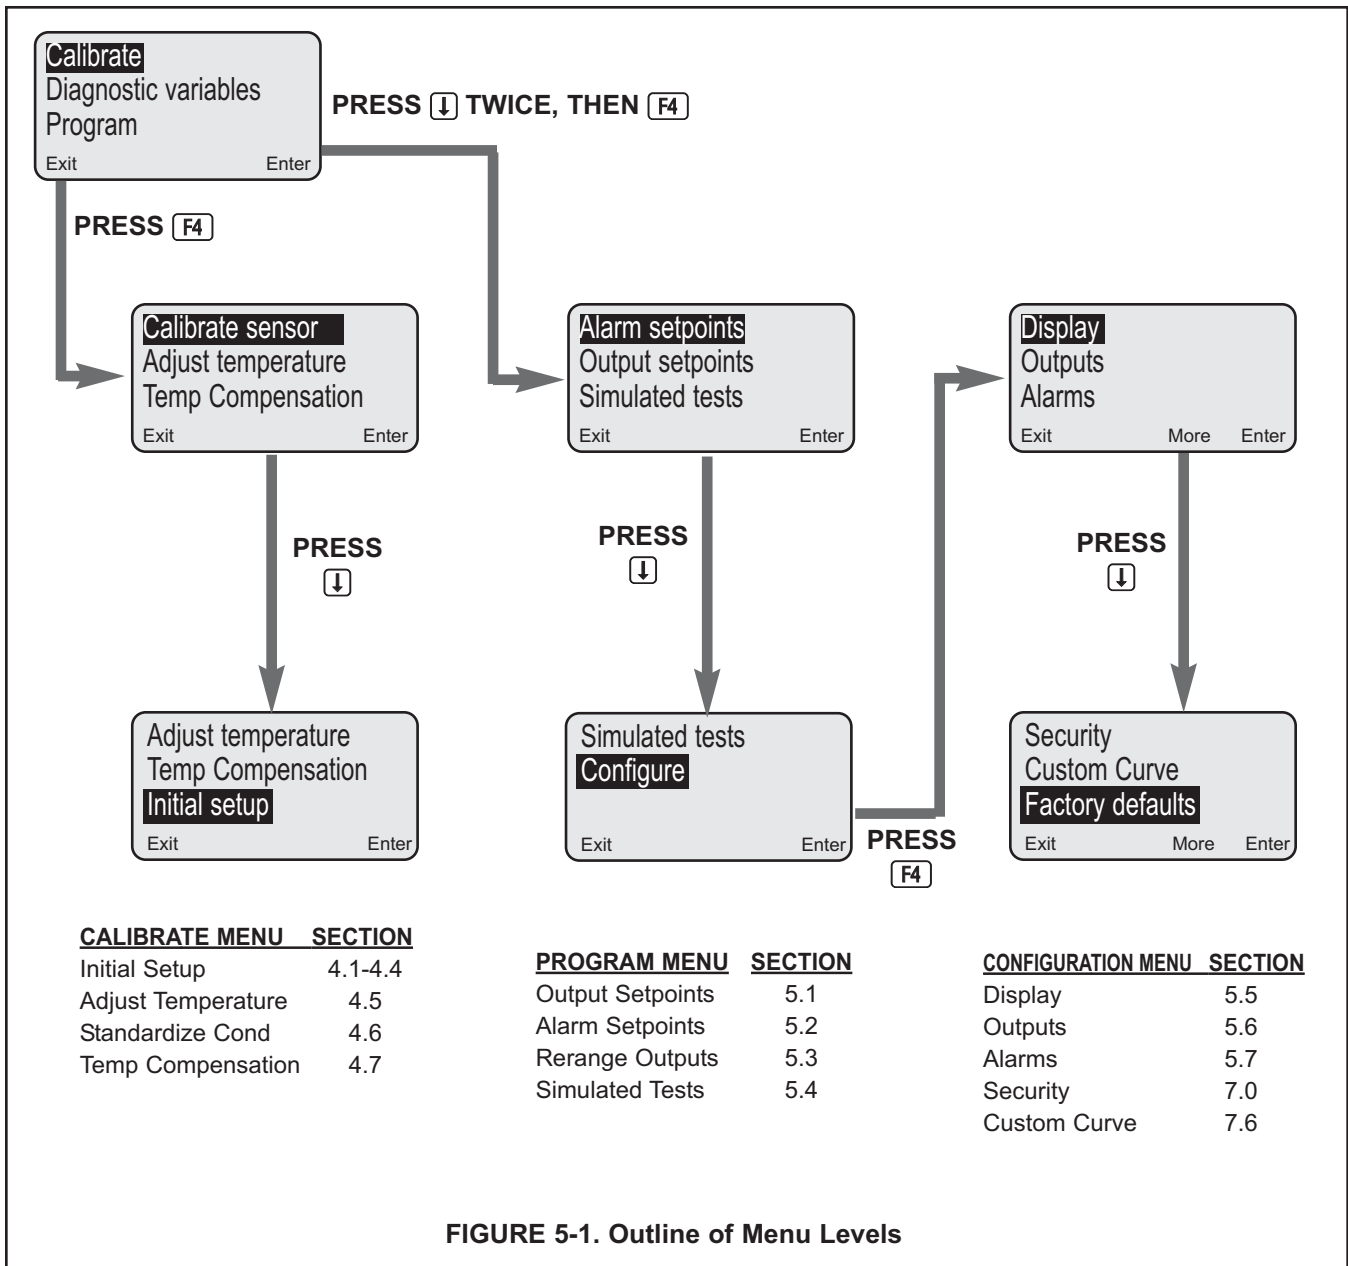 Calibrate
Diagnostic variables
Program
Exit Enter
PRESS ↓ TWICE, THEN F4
PRESS F4
Calibrate sensor
Adjust temperature
Temp Compensation
Exit Enter
Alarm setpoints
Output setpoints
Simulated tests
Exit Enter
Display
Outputs
Alarms
Exit More Enter
PRESS
↓
PRESS
↓
PRESS
↓
Adjust temperature
Temp Compensation
Initial setup
Exit Enter
Simulated tests
Configure
Exit Enter
PRESS
F4
Security
Custom Curve
Factory defaults
Exit More Enter
CALIBRATE MENU SECTION
Initial Setup 4.1-4.4
Adjust Temperature 4.5
Standardize Cond 4.6
Temp Compensation 4.7
PROGRAM MENU SECTION
Output Setpoints 5.1
Alarm Setpoints 5.2
Rerange Outputs 5.3
Simulated Tests 5.4
CONFIGURATION MENU SECTION
Display 5.5
Outputs 5.6
Alarms 5.7
Security 7.0
Custom Curve 7.6
FIGURE 5-1. Outline of Menu Levels